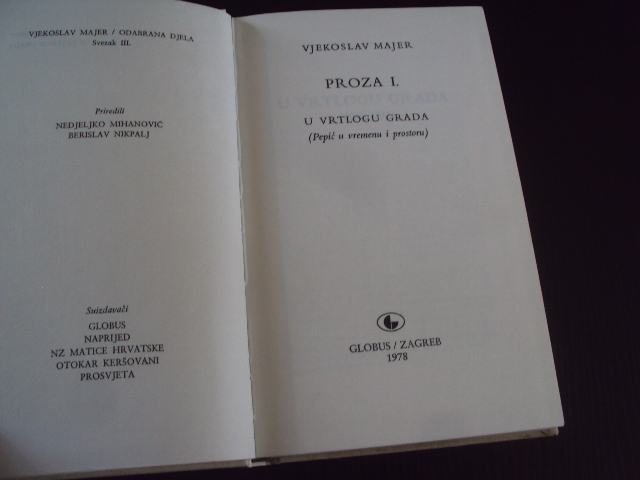 VJEKOSLAV MAJER / ODABRANA DJELA
Svezak III.
Priredili
NEDJELJKO MIHANOVIĆ
BERISLAV NIKPALJ
Suizdavači
GLOBUS
NAPRIJED
NZ MATICE HRVATSKE
OTOKAR KERŠOVANI
PROSVJETA
VJEKOSLAV MAJER
PROZA I.
U VRTLOGU GRADA
(Pepić u vremenu i prostoru)
GLOBUS / ZAGREB
1978